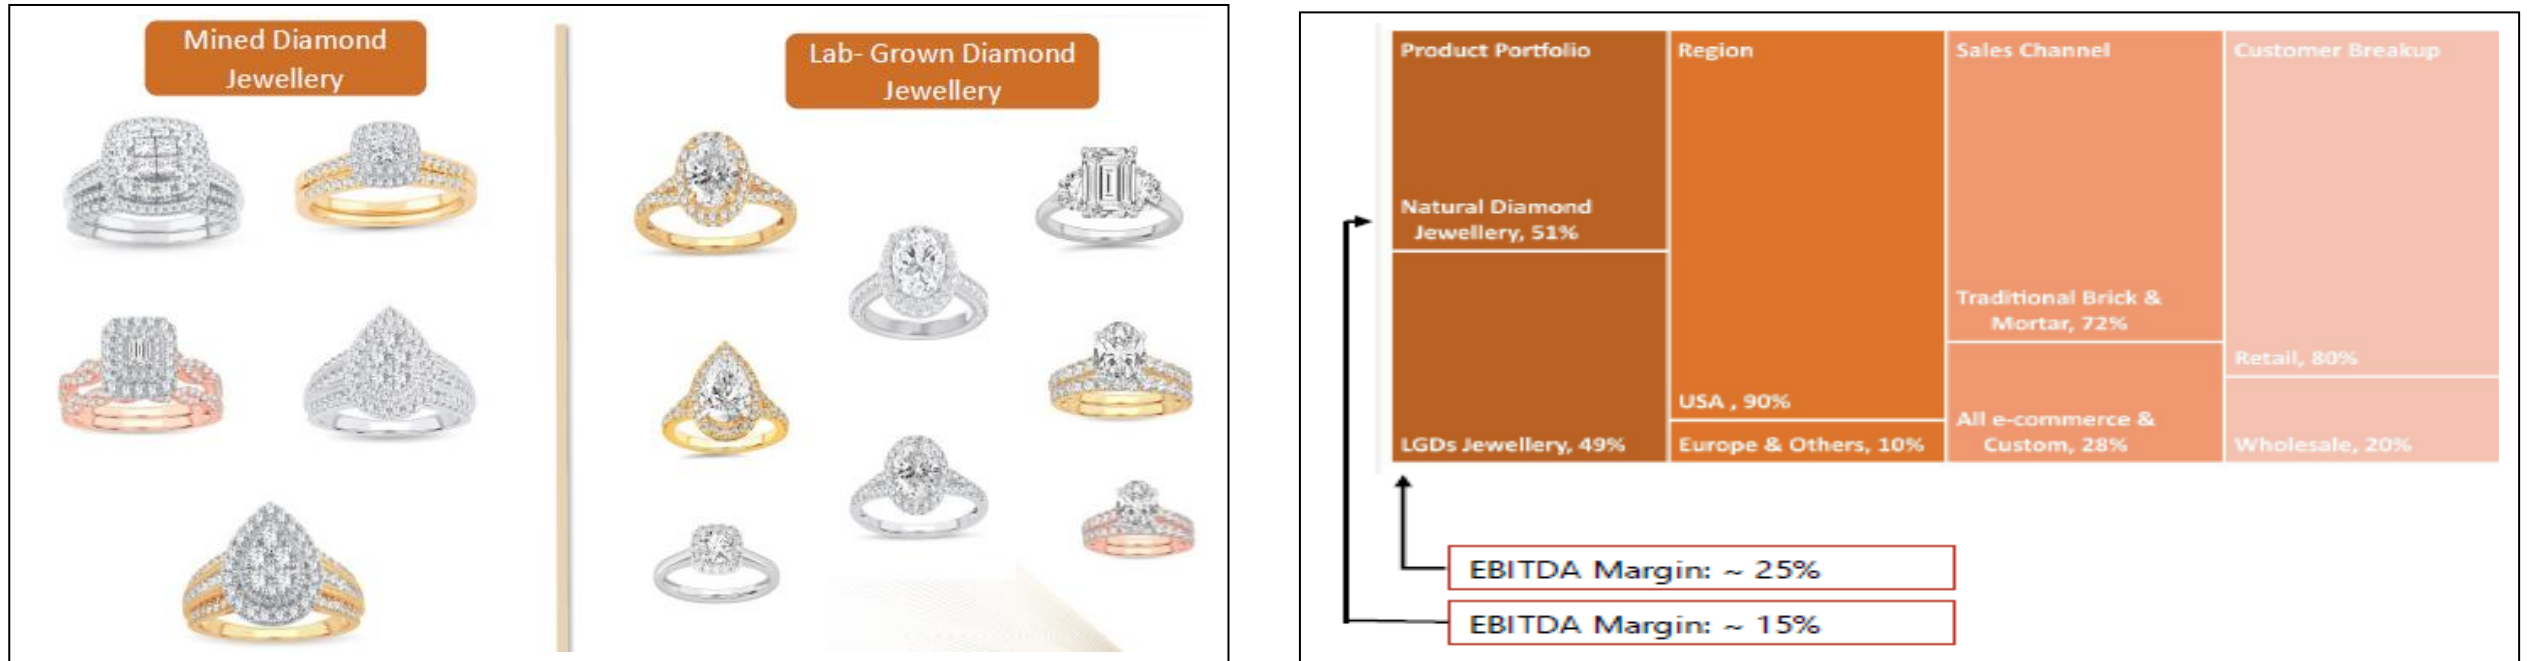 Mined Diamond
Jewellery
Lab- Grown Diamond
Jewellery
Product Portfolio
Natural Diamond
Jewellery, 51%
LGDs Jewellery, 49%
Region
USA , 90%
Europe & Others, 10%
Sales Channel
Traditional Brick &
Mortar, 72%
All e-commerce &
Custom, 28%
Customer Breakup
Retail, 80%
Wholesale, 20%
EBITDA Margin: ~ 25%
EBITDA Margin: ~ 15%